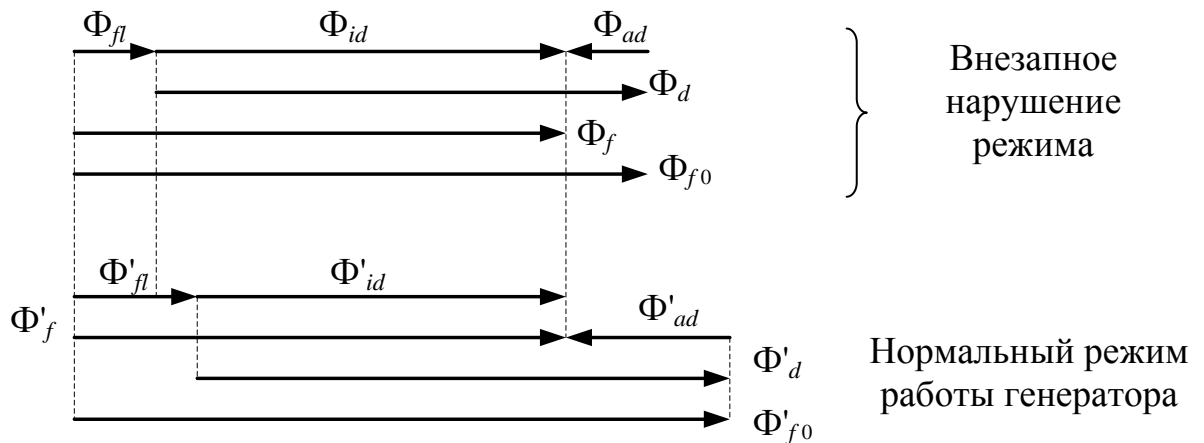 Φfl Φid Φad
Φd
Φf
Φf0
Внезапное
нарушение
режима
Φ'fl Φ'id
Φ'f Φ'ad
Φ'd
Φ'f0
Нормальный режим
работы генератора